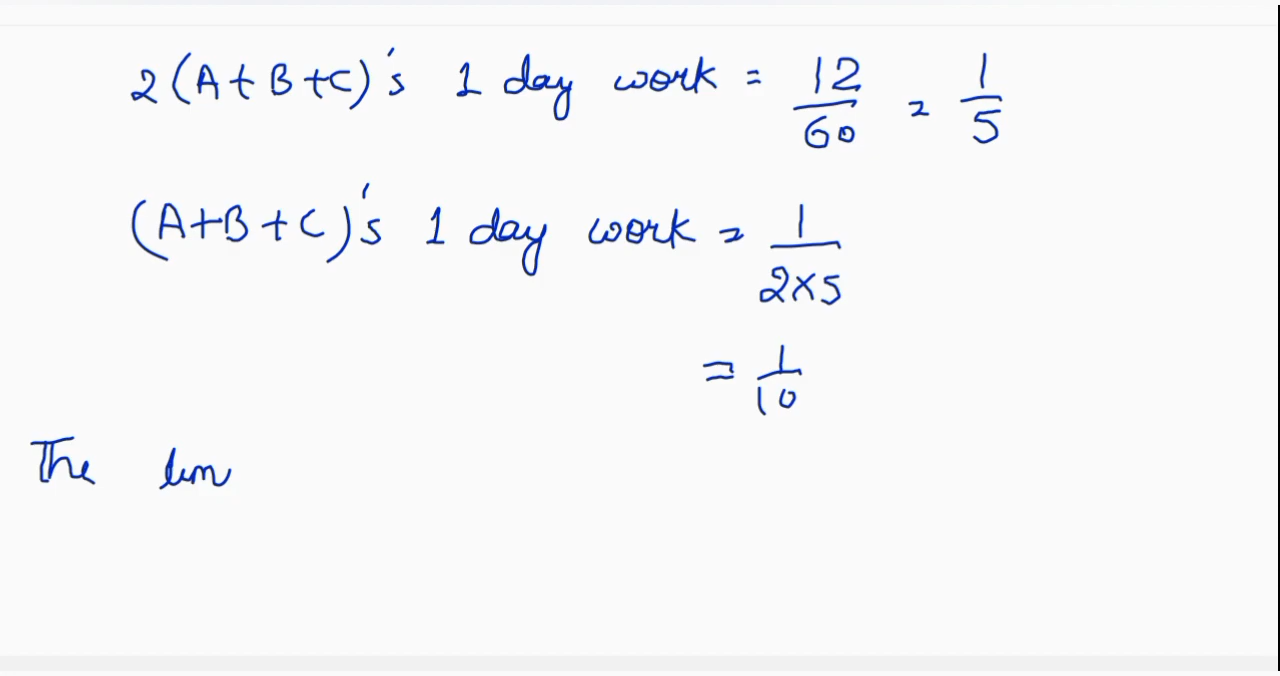 2(A+B+C)'s 1 day work = 12/60 = 1/5
(A+B+C)'s 1 day work = 1/2×5
= 1/10
The